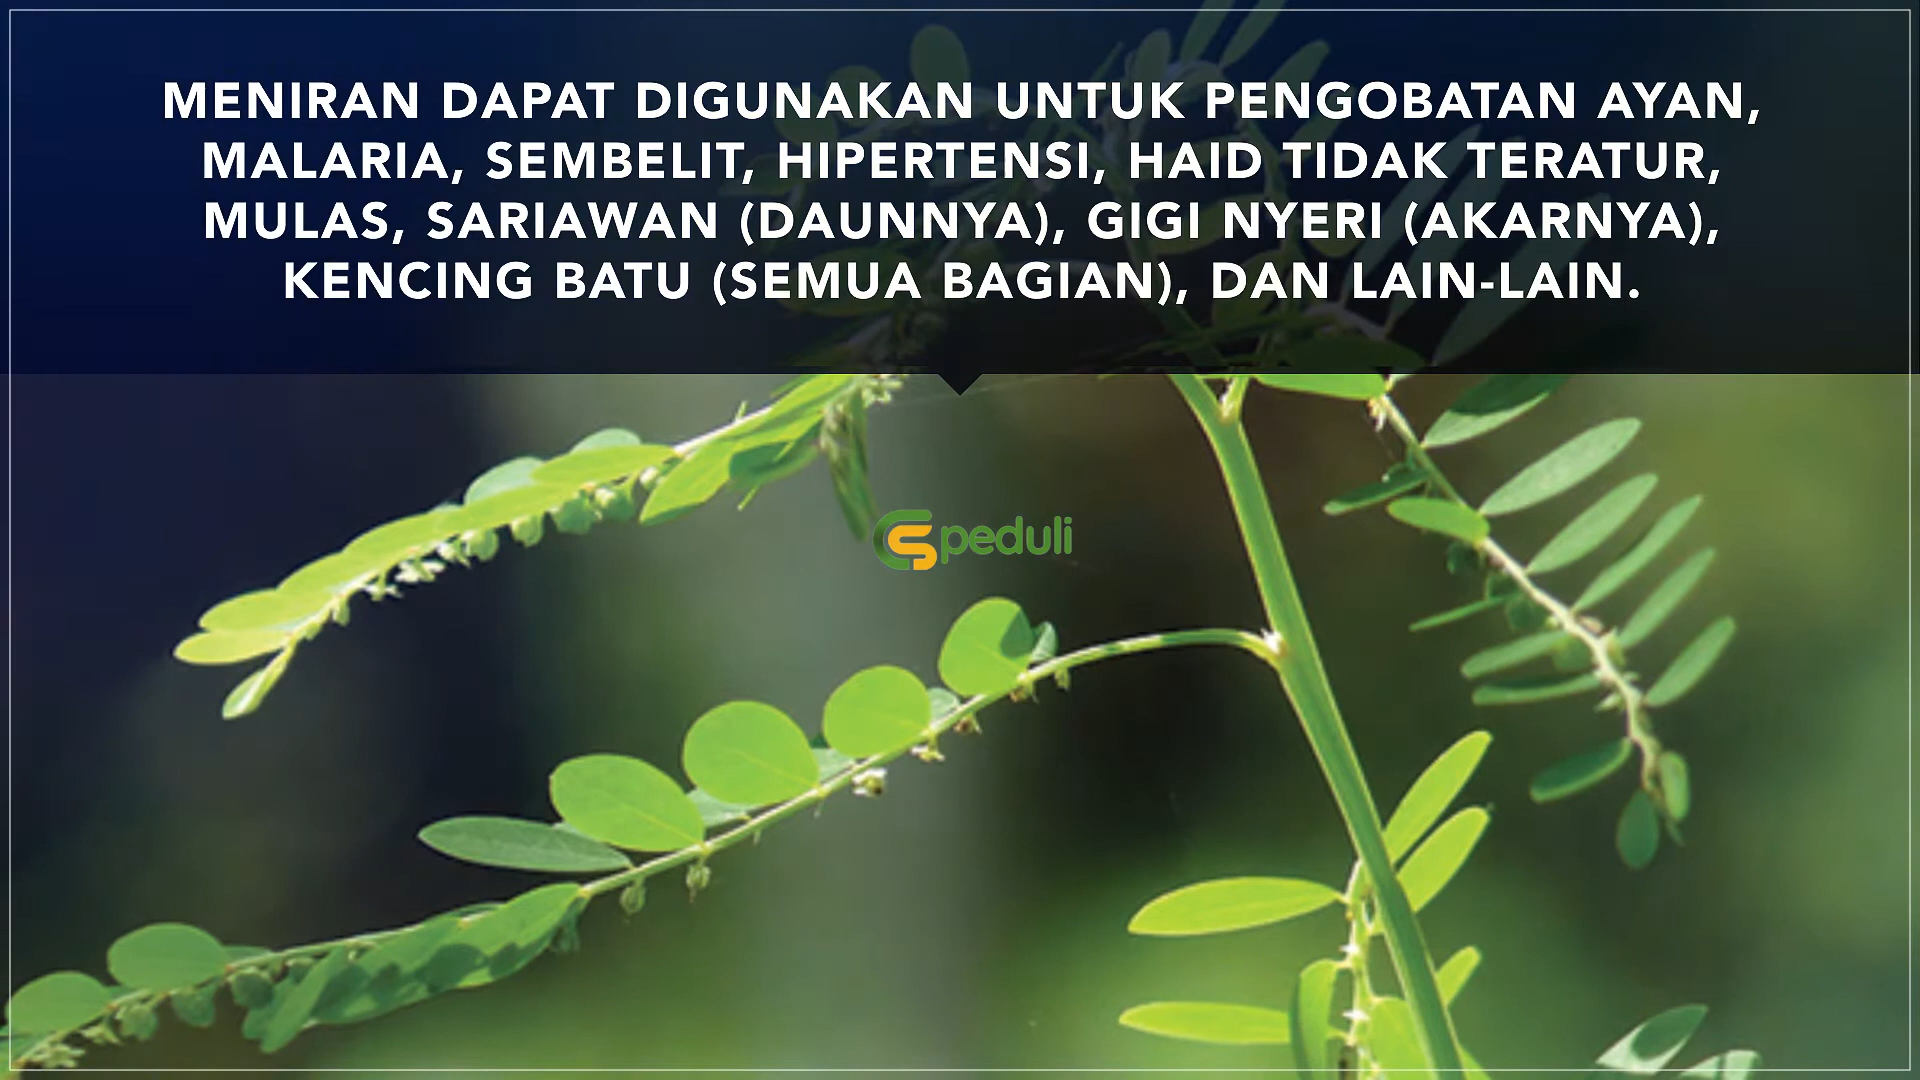 MENIRAN DAPAT DIGUNAKAN UNTUK PENGOBATAN AYAN,
MALARIA, SEMBELIT, HIPERTENSI, HAID TIDAK TERATUR,
MULAS, SARIAWAN (DAUNNYA), GIGI NYERI (AKARNYA),
KENCING BATU (SEMUA BAGIAN), DAN LAIN-LAIN.
CS peduli